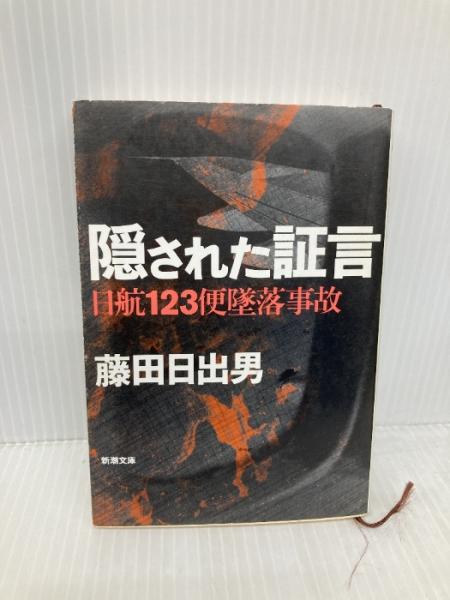 隠された証言
日航123便墜落事故
藤田日出男
新潮文庫